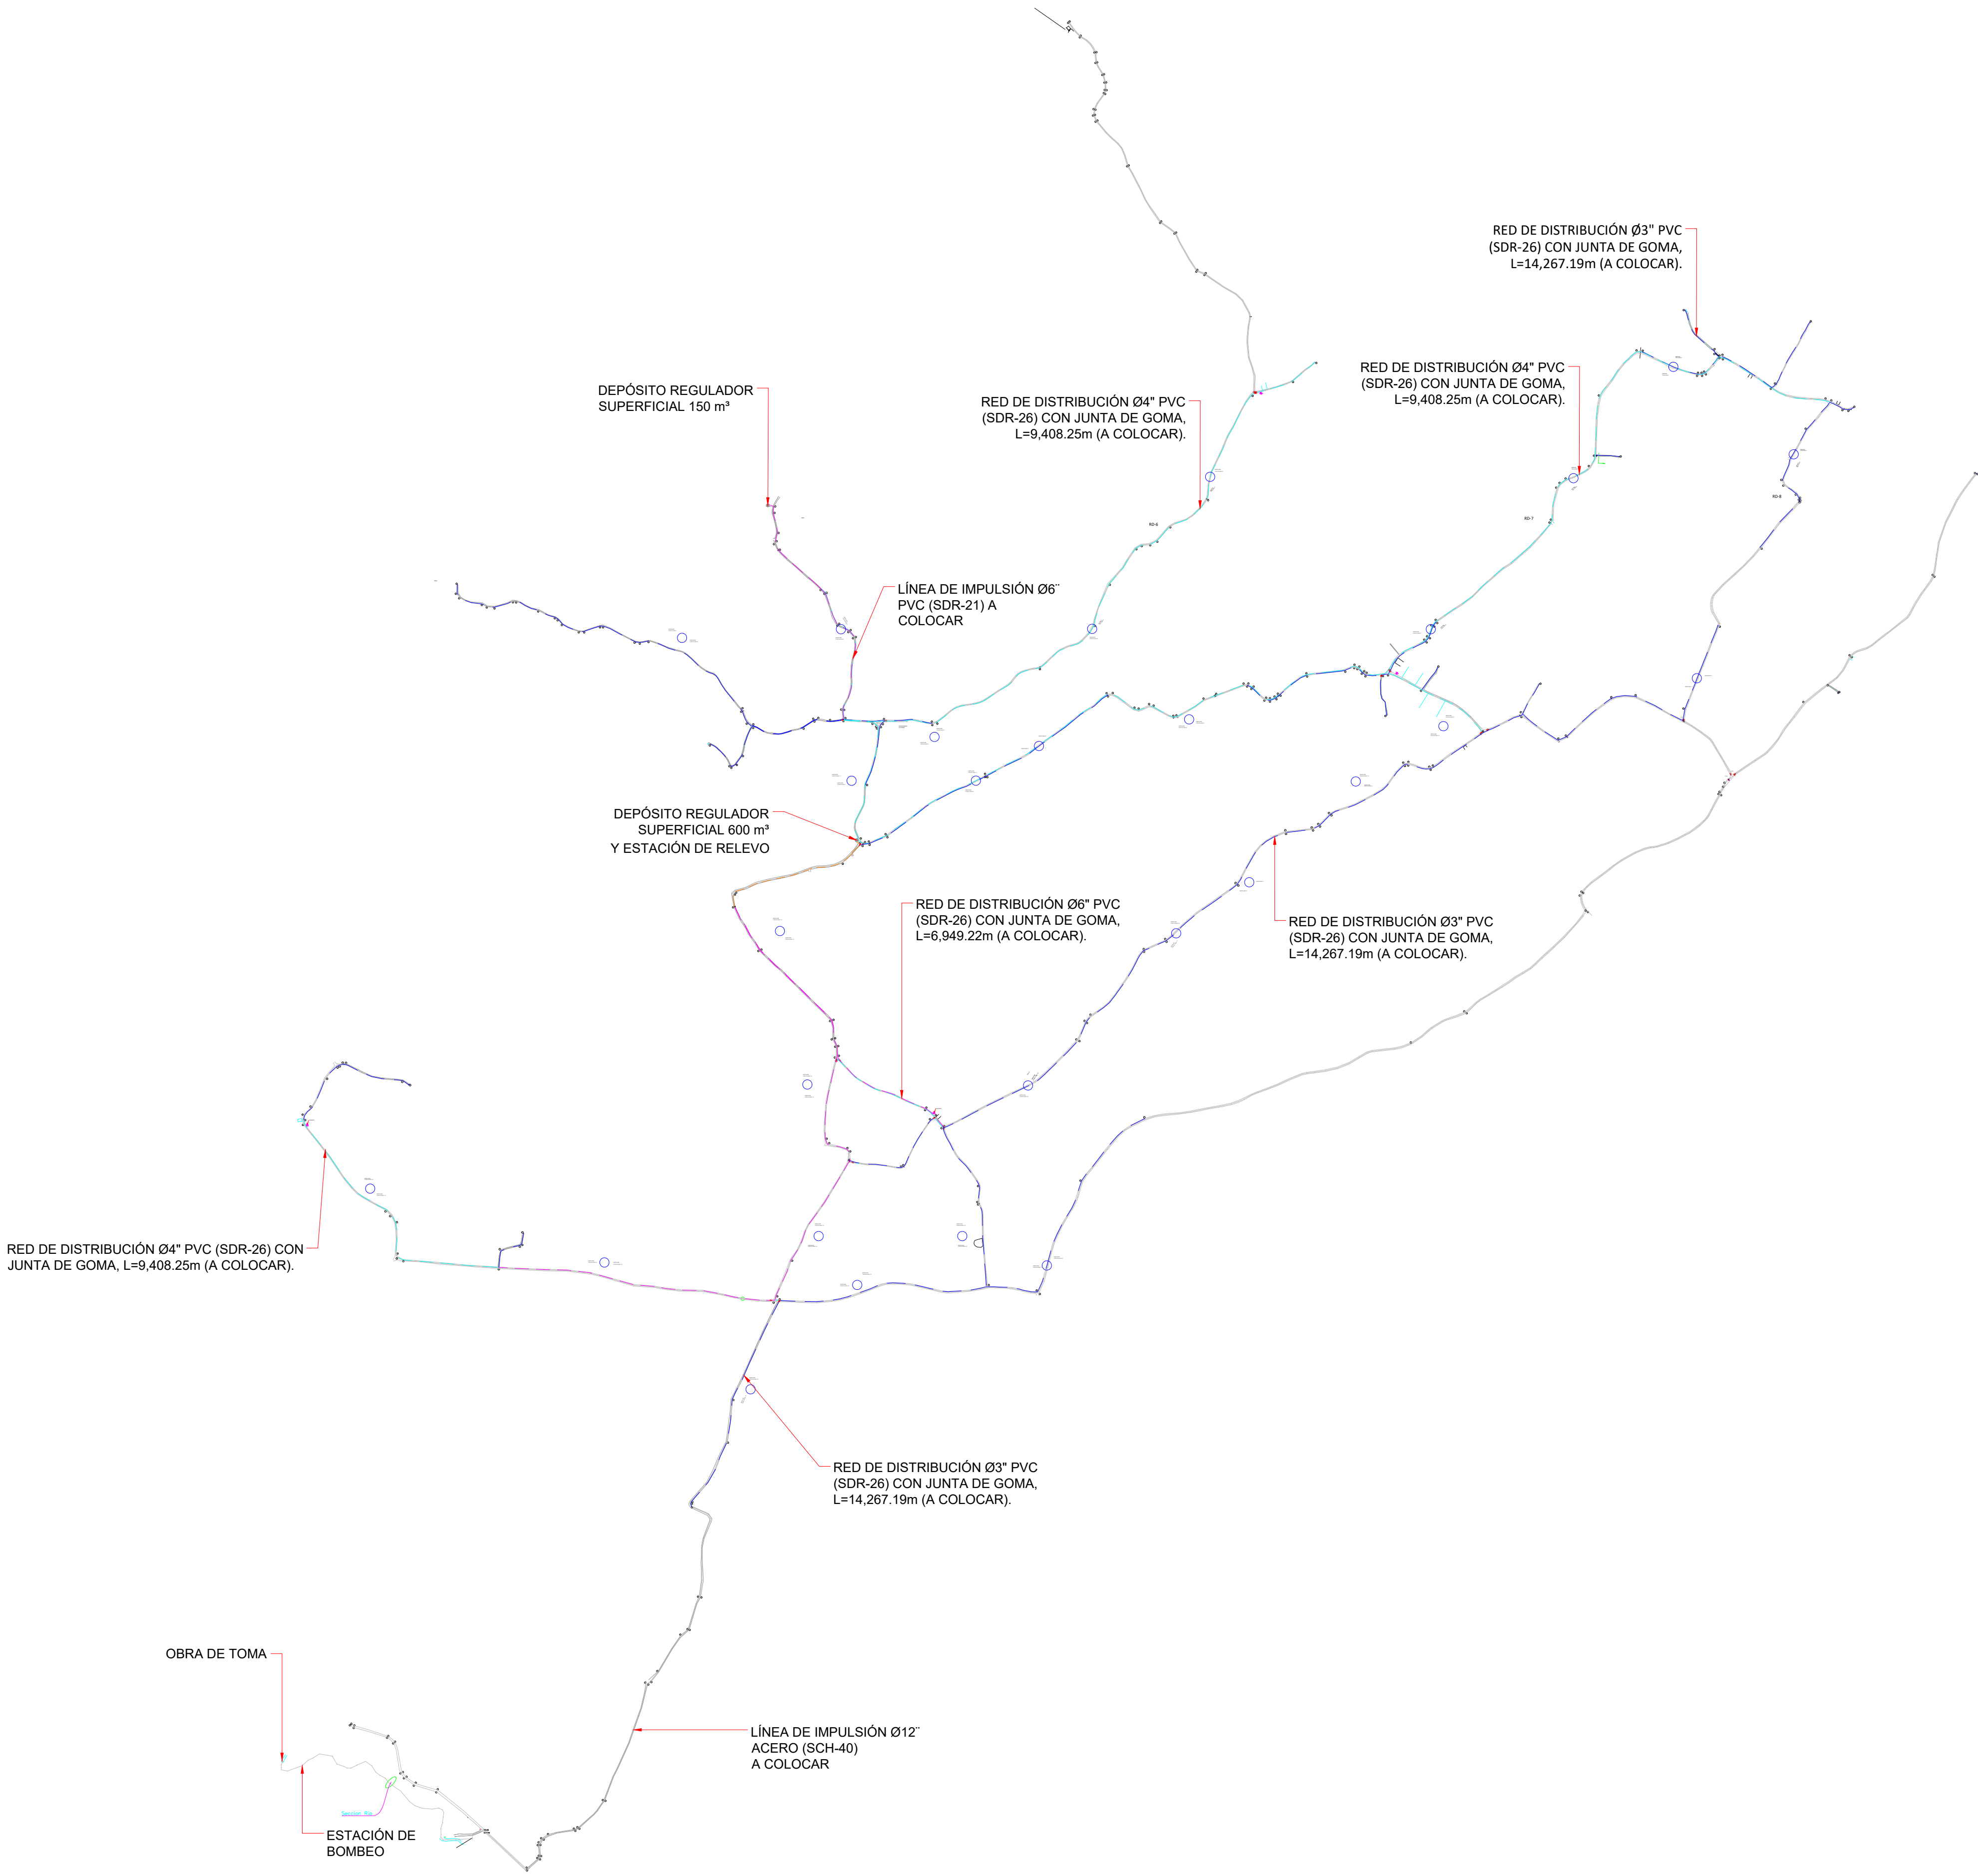 RED DE DISTRIBUCIÓN Ø3" PVC
(SDR-26) CON JUNTA DE GOMA,
L=14,267.19m (A COLOCAR).
RED DE DISTRIBUCIÓN Ø4" PVC
(SDR-26) CON JUNTA DE GOMA,
L=9,408.25m (A COLOCAR).
DEPÓSITO REGULADOR
SUPERFICIAL 150 m³
RED DE DISTRIBUCIÓN Ø4" PVC
(SDR-26) CON JUNTA DE GOMA,
L=9,408.25m (A COLOCAR).
RD-8
RD-7
RD-6
LÍNEA DE IMPULSIÓN Ø6¨
PVC (SDR-21) A
COLOCAR
DEPÓSITO REGULADOR
SUPERFICIAL 600 m³
Y ESTACIÓN DE RELEVO
RED DE DISTRIBUCIÓN Ø6" PVC
(SDR-26) CON JUNTA DE GOMA,
L=6,949.22m (A COLOCAR).
RED DE DISTRIBUCIÓN Ø3" PVC
(SDR-26) CON JUNTA DE GOMA,
L=14,267.19m (A COLOCAR).
RED DE DISTRIBUCIÓN Ø4" PVC (SDR-26) CON
JUNTA DE GOMA, L=9,408.25m (A COLOCAR).
RED DE DISTRIBUCIÓN Ø3" PVC
(SDR-26) CON JUNTA DE GOMA,
L=14,267.19m (A COLOCAR).
OBRA DE TOMA
LÍNEA DE IMPULSIÓN Ø12¨
ACERO (SCH-40)
A COLOCAR
ESTACIÓN DE
BOMBEO